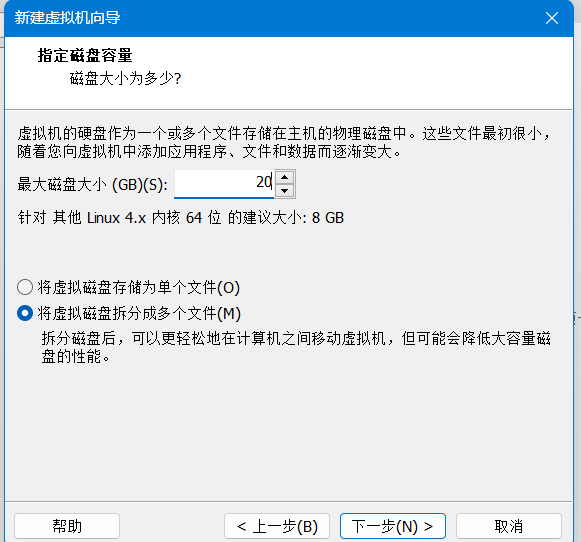 新建虚拟机向导
指定磁盘容量
磁盘大小为多少?
虚拟机的硬盘作为一个或多个文件存储在主机的物理磁盘中。这些文件最初很小，
随着您向虚拟机中添加应用程序、文件和数据而逐渐变大。
最大磁盘大小 (GB)(S): 20
针对 其他 Linux 4.x 内核 64 位 的建议大小: 8 GB
将虚拟磁盘存储为单个文件(O)
将虚拟磁盘拆分成多个文件(M)
拆分磁盘后，可以更轻松地在计算机之间移动虚拟机，但可能会降低大容量磁
盘的性能。
帮助 < 上一步(B) 下一步(N) > 取消